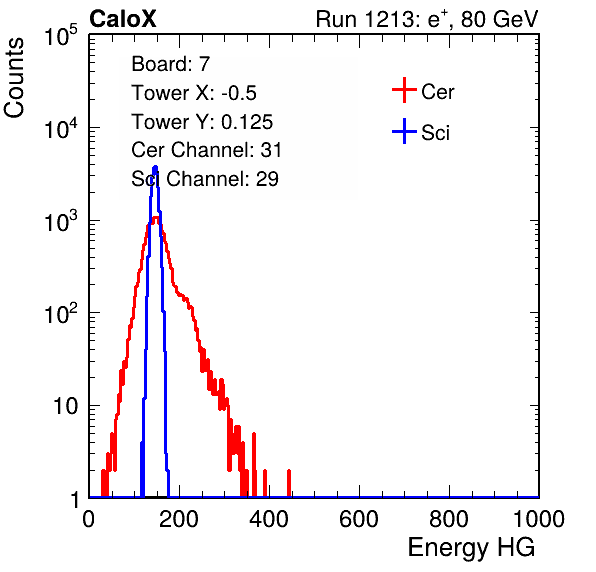 CaloX Run 1213: e⁺, 80 GeV
Counts
10⁵
10⁴
10³
10²
10
1
Board: 7
Tower X: -0.5
Tower Y: 0.125
Cer Channel: 31
Sci Channel: 29
Cer
Sci
0 200 400 600 800 1000
Energy HG